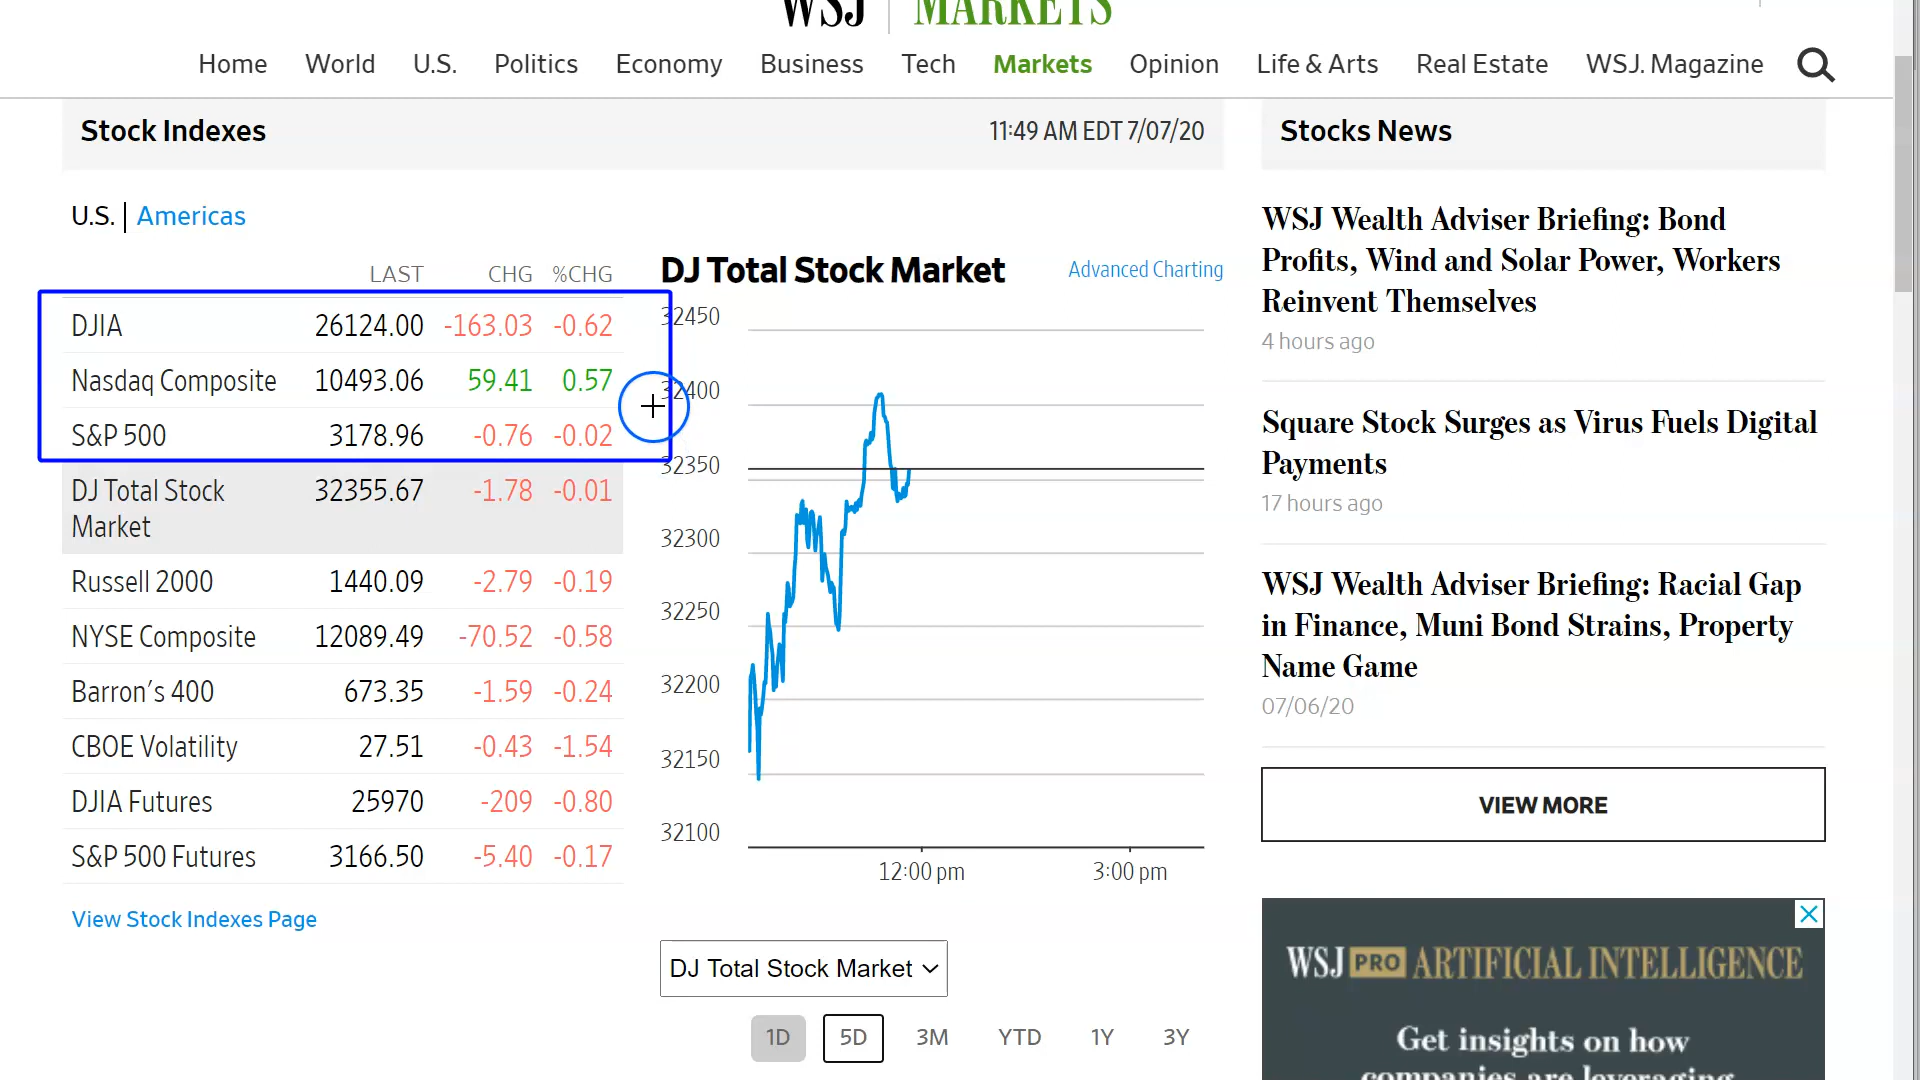 WSJ MARKETS
Home World U.S. Politics Economy Business Tech Markets Opinion Life & Arts Real Estate WSJ. Magazine
Stock Indexes 11:49 AM EDT 7/07/20
U.S. | Americas
LAST CHG %CHG
DJIA 26124.00 -163.03 -0.62
Nasdaq Composite 10493.06 59.41 0.57
S&P 500 3178.96 -0.76 -0.02
DJ Total Stock 32355.67 -1.78 -0.01
Market
Russell 2000 1440.09 -2.79 -0.19
NYSE Composite 12089.49 -70.52 -0.58
Barron's 400 673.35 -1.59 -0.24
CBOE Volatility 27.51 -0.43 -1.54
DJIA Futures 25970 -209 -0.80
S&P 500 Futures 3166.50 -5.40 -0.17
View Stock Indexes Page
DJ Total Stock Market Advanced Charting
32450
32400
32350
32300
32250
32200
32150
32100
12:00 pm 3:00 pm
DJ Total Stock Market
1D 5D 3M YTD 1Y 3Y
Stocks News
WSJ Wealth Adviser Briefing: Bond
Profits, Wind and Solar Power, Workers
Reinvent Themselves
4 hours ago
Square Stock Surges as Virus Fuels Digital
Payments
17 hours ago
WSJ Wealth Adviser Briefing: Racial Gap
in Finance, Muni Bond Strains, Property
Name Game
07/06/20
VIEW MORE
WSJ PRO ARTIFICIAL INTELLIGENCE
Get insights on how
companies are leveraging